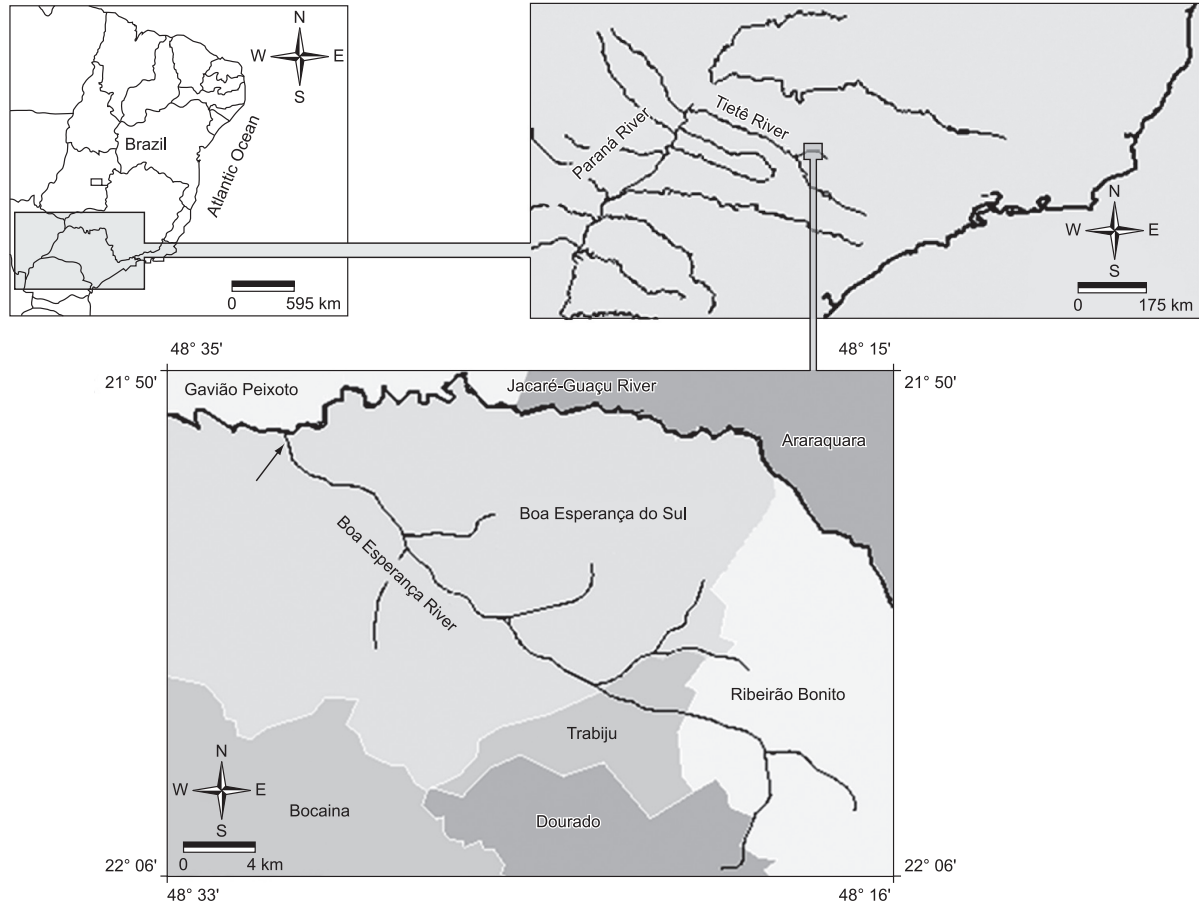 N
W E
S
Brazil
Atlantic Ocean
0 595 km
Paraná River
Tietê River
N
W E
S
0 175 km
48° 35'
48° 15'
21° 50'
21° 50'
Gavião Peixoto
Jacaré-Guaçu River
Araraquara
Boa Esperança do Sul
Boa Esperança River
Ribeirão Bonito
Trabiju
N
W E
S
Bocaina
Dourado
0 4 km
22° 06'
22° 06'
48° 33'
48° 16'